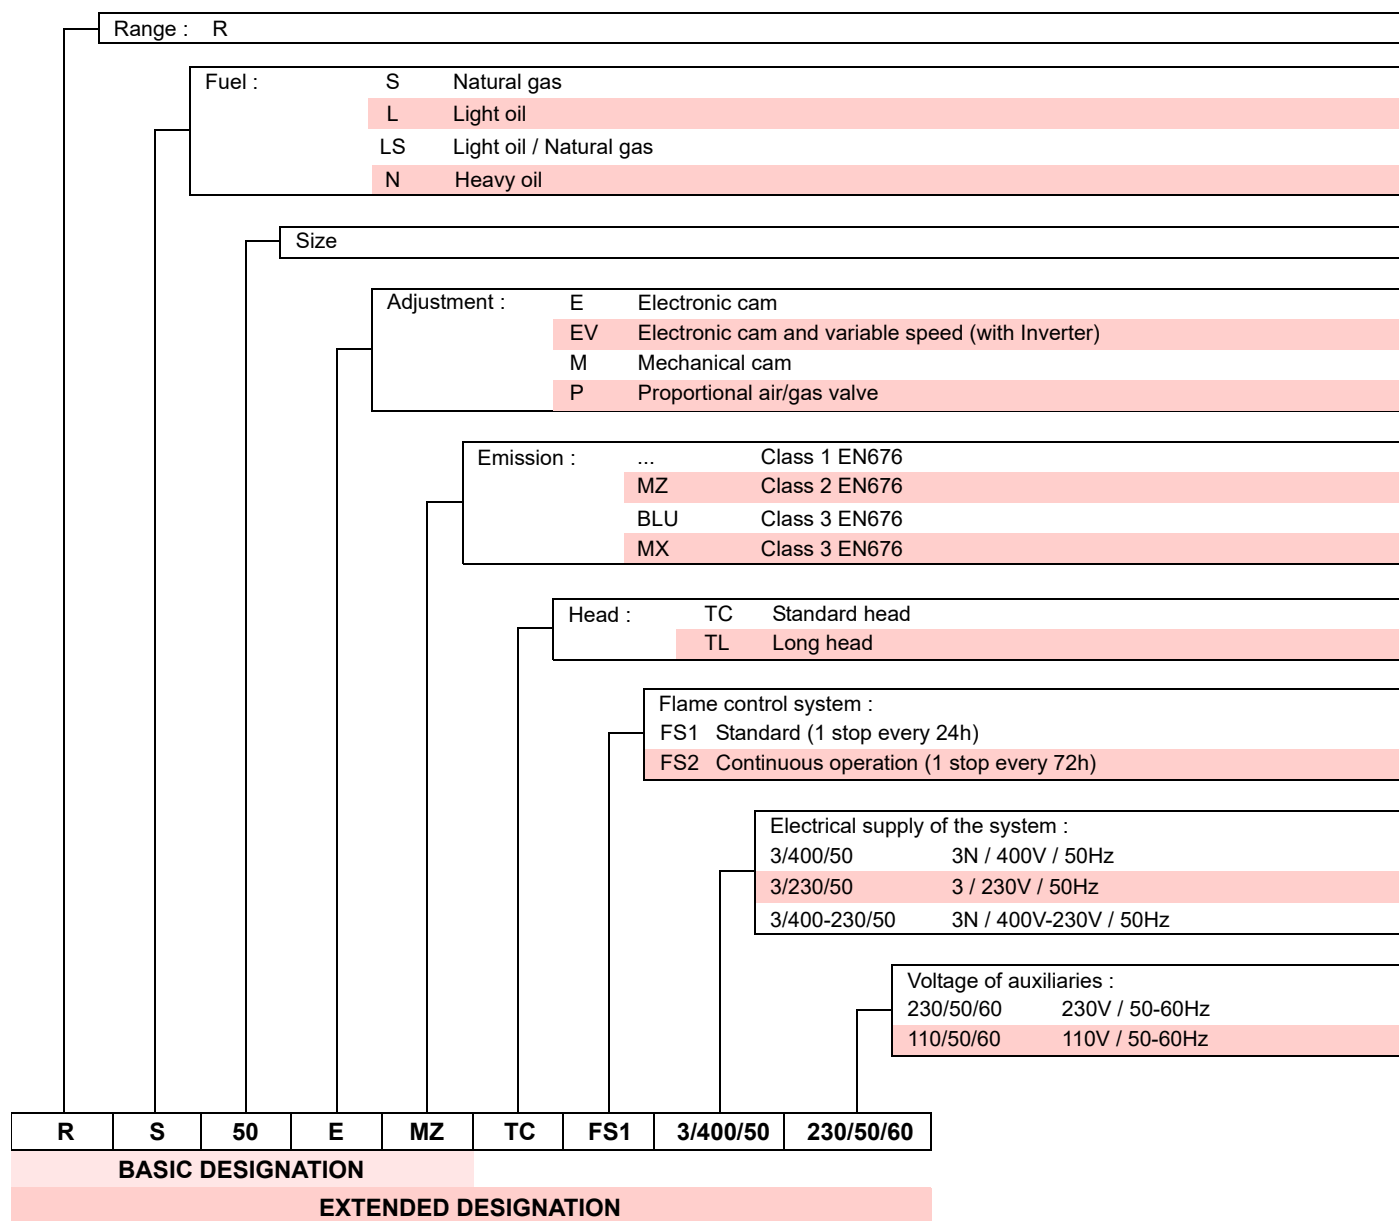 Range : R
Fuel : S Natural gas
L Light oil
LS Light oil / Natural gas
N Heavy oil
Size
Adjustment : E Electronic cam
EV Electronic cam and variable speed (with Inverter)
M Mechanical cam
P Proportional air/gas valve
Emission : ... Class 1 EN676
MZ Class 2 EN676
BLU Class 3 EN676
MX Class 3 EN676
Head : TC Standard head
TL Long head
Flame control system :
FS1 Standard (1 stop every 24h)
FS2 Continuous operation (1 stop every 72h)
Electrical supply of the system :
3/400/50 3N / 400V / 50Hz
3/230/50 3 / 230V / 50Hz
3/400-230/50 3N / 400V-230V / 50Hz
Voltage of auxiliaries :
230/50/60 230V / 50-60Hz
110/50/60 110V / 50-60Hz
R S 50 E MZ TC FS1 3/400/50 230/50/60
BASIC DESIGNATION
EXTENDED DESIGNATION